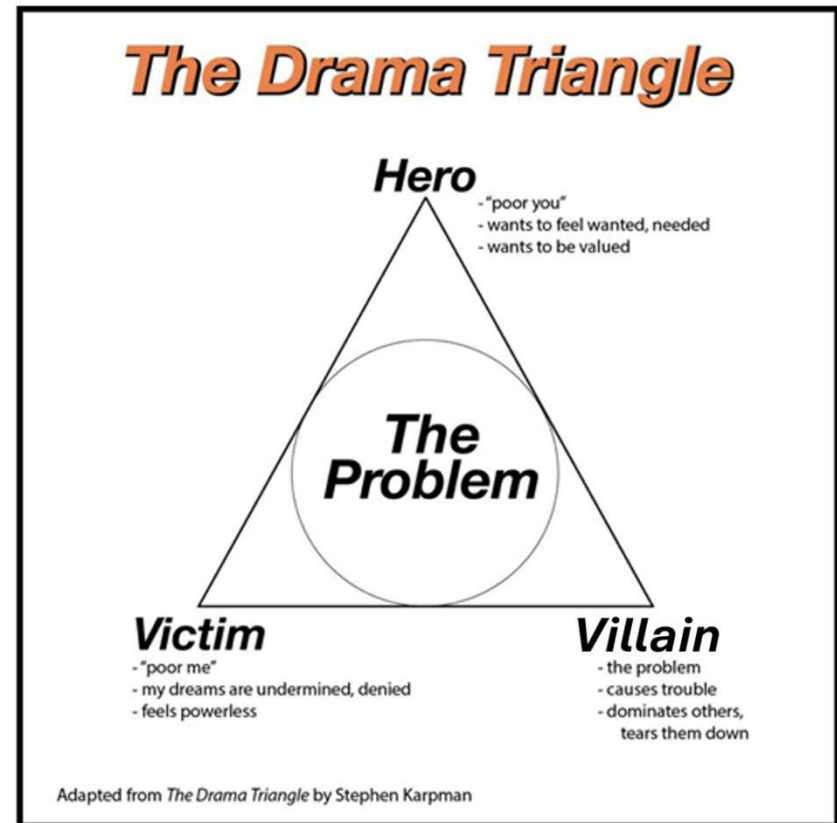 The Drama Triangle
Hero
-"poor you"
- wants to feel wanted, needed
- wants to be valued
The
Problem
Victim
-"poor me"
- my dreams are undermined, denied
- feels powerless
Villain
- the problem
- causes trouble
- dominates others,
tears them down
Adapted from The Drama Triangle by Stephen Karpman